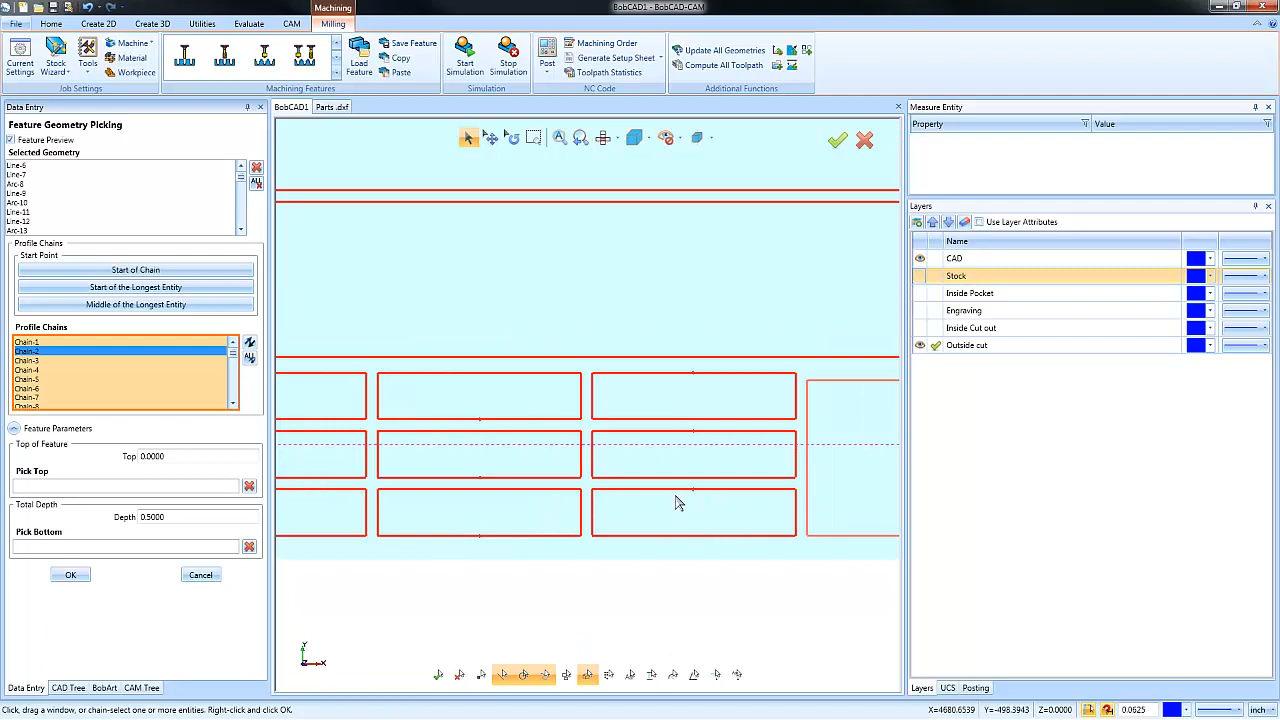 Machining
BobCAD1 - BobCAD-CAM
File Home Create 2D Create 3D Utilities Evaluate CAM Milling
Current Settings
Stock Wizard
Tools
Machine
Material
Workpiece
Job Settings
Load Feature
Save Feature
Copy
Paste
Machining Features
Start Simulation
Stop Simulation
Simulation
Post
Machining Order
Generate Setup Sheet
Toolpath Statistics
NC Code
Update All Geometries
Compute All Toolpath
Additional Functions
Data Entry
Feature Geometry Picking
Feature Preview
Selected Geometry
Line-6
Line-7
Arc-8
Line-9
Arc-10
Line-11
Line-12
Arc-13
ALL
Profile Chains
Start Point
Start of Chain
Start of the Longest Entity
Middle of the Longest Entity
Profile Chains
Chain-1
Chain-2
Chain-3
Chain-4
Chain-5
Chain-6
Chain-7
Chain-8
ALL
Feature Parameters
Top of Feature
Top 0.0000
Pick Top
Total Depth
Depth 0.5000
Pick Bottom
OK Cancel
Data Entry CAD Tree BobArt CAM Tree
BobCAD1 Parts .dxf
Y
X
Measure Entity
Property Value
Layers
Use Layer Attributes
Name
CAD
Stock
Inside Pocket
Engraving
Inside Cut out
Outside cut
Layers UCS Posting
Click, drag a window, or chain-select one or more entities. Right-click and click OK.
X=4680.6539 Y=-498.3943 Z=0.0000 0.0625 inch